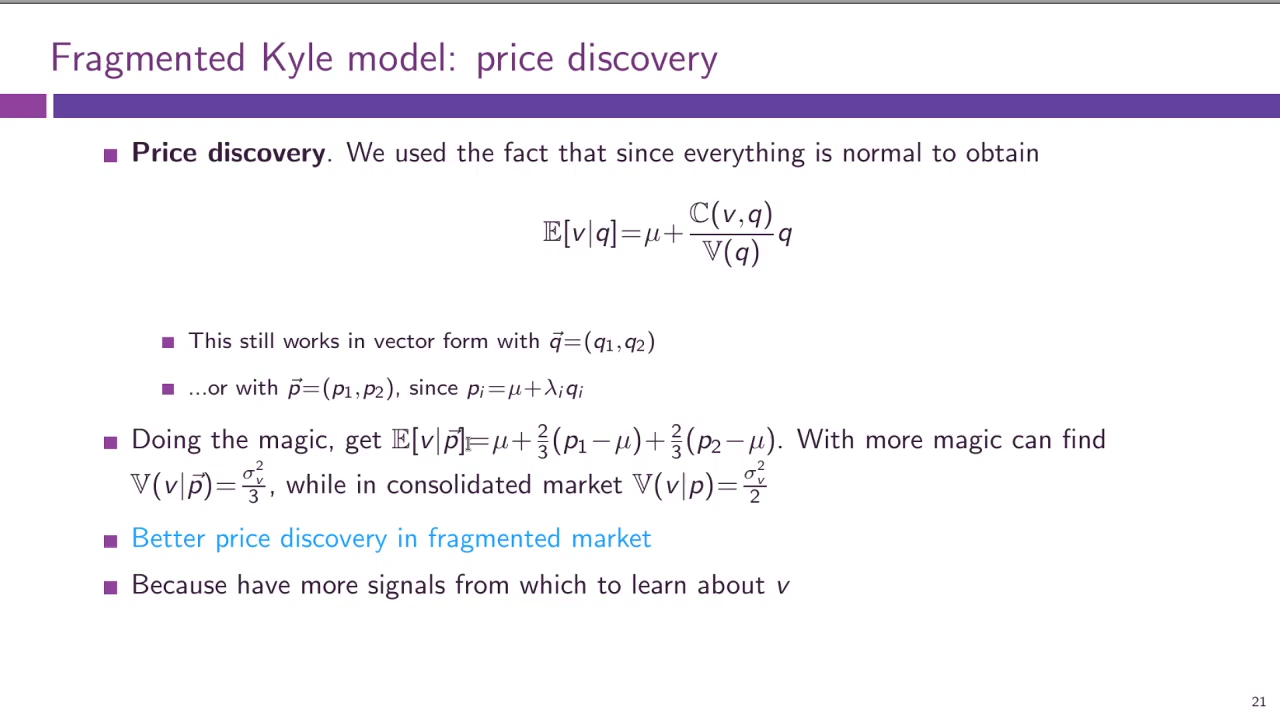 Fragmented Kyle model: price discovery
Price discovery. We used the fact that since everything is normal to obtain
𝔼[v|q]=μ+ ℂ(v,q)/𝕍(q) q
This still works in vector form with q⃗=(q₁,q₂)
...or with p⃗=(p₁,p₂), since pᵢ=μ+λᵢqᵢ
Doing the magic, get 𝔼[v|p⃗]=μ+⅔(p₁−μ)+⅔(p₂−μ). With more magic can find
𝕍(v|p⃗)=σᵥ²/3, while in consolidated market 𝕍(v|p)=σᵥ²/2
Better price discovery in fragmented market
Because have more signals from which to learn about v
21